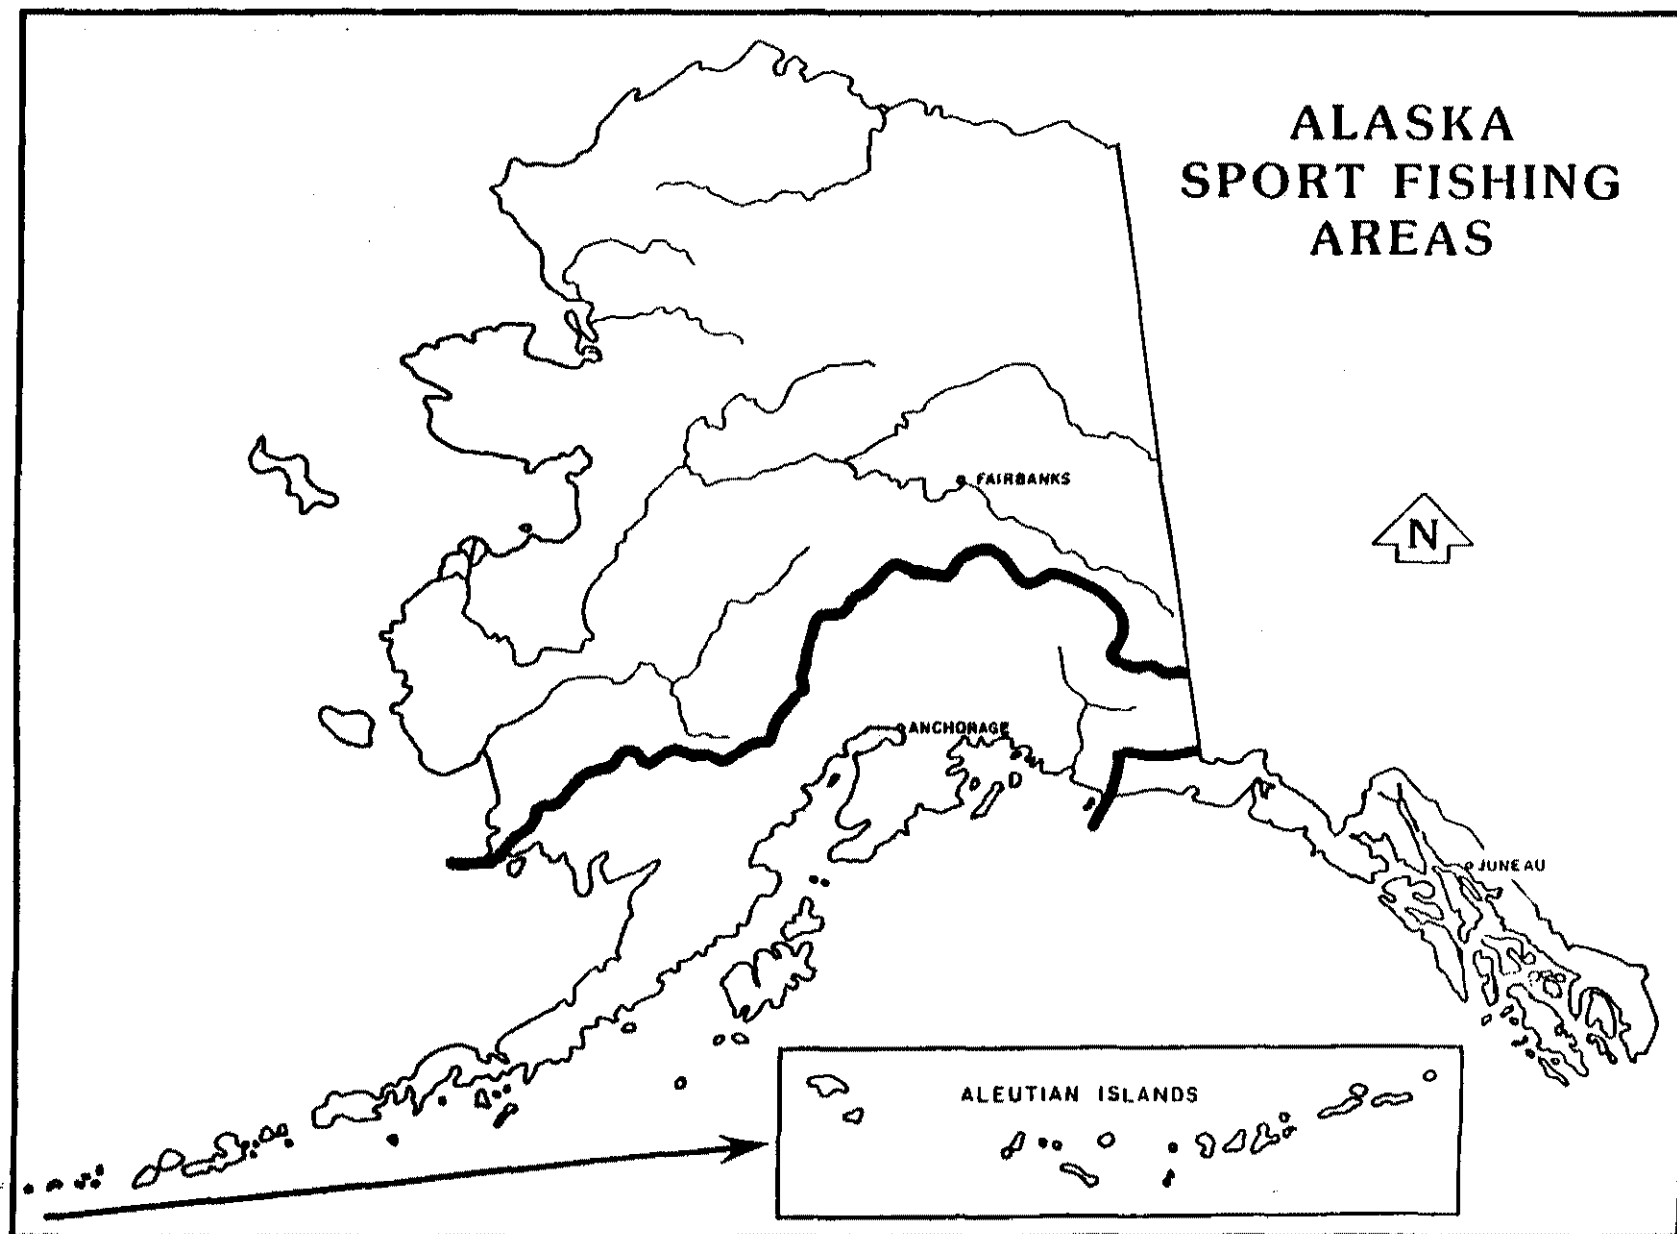 ALASKA
SPORT FISHING
AREAS
FAIRBANKS
N
ANCHORAGE
JUNEAU
ALEUTIAN ISLANDS